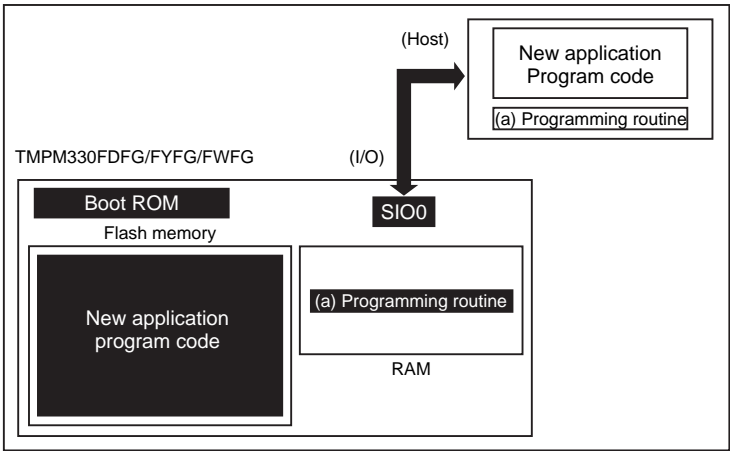 (Host)
New application
Program code
(a) Programming routine
TMPM330FDFG/FYFG/FWFG
(I/O)
Boot ROM
SIO0
Flash memory
(a) Programming routine
New application
program code
RAM